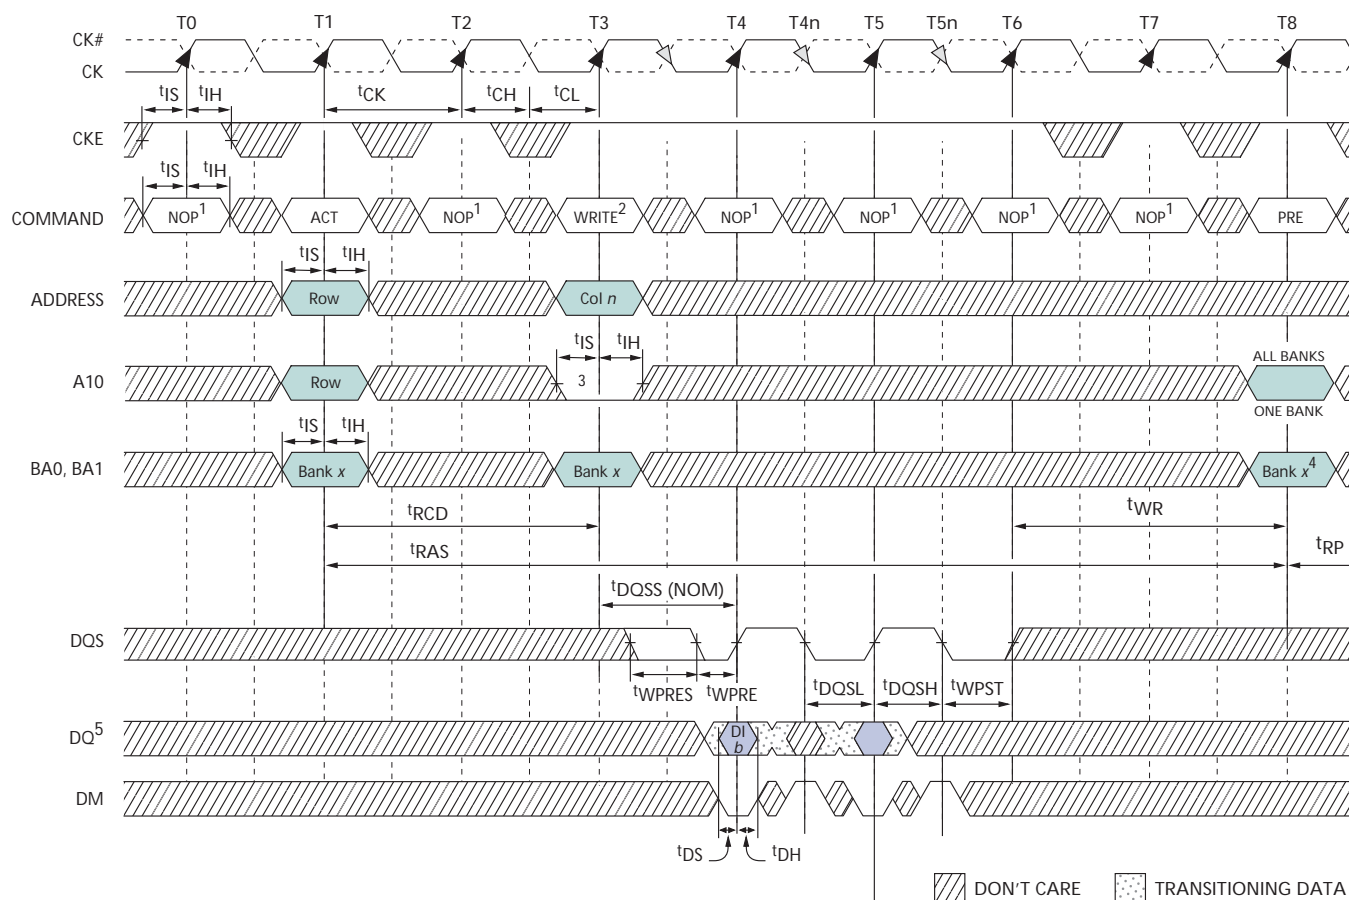 T0 T1 T2 T3 T4 T4n T5 T5n T6 T7 T8
CK#
CK
tIS tIH tCK tCH tCL
CKE
tIS tIH
COMMAND NOP1 ACT NOP1 WRITE2 NOP1 NOP1 NOP1 NOP1 PRE
tIS tIH
ADDRESS Row Col n
tIS tIH
ALL BANKS
A10 Row 3
ONE BANK
tIS tIH
BA0, BA1 Bank x Bank x Bank x4
tRCD tWR
tRAS tRP
tDQSS (NOM)
DQS
tWPRES tWPRE tDQSL tDQSH tWPST
DQ5 DI
b
DM
tDS tDH
DON'T CARE TRANSITIONING DATA